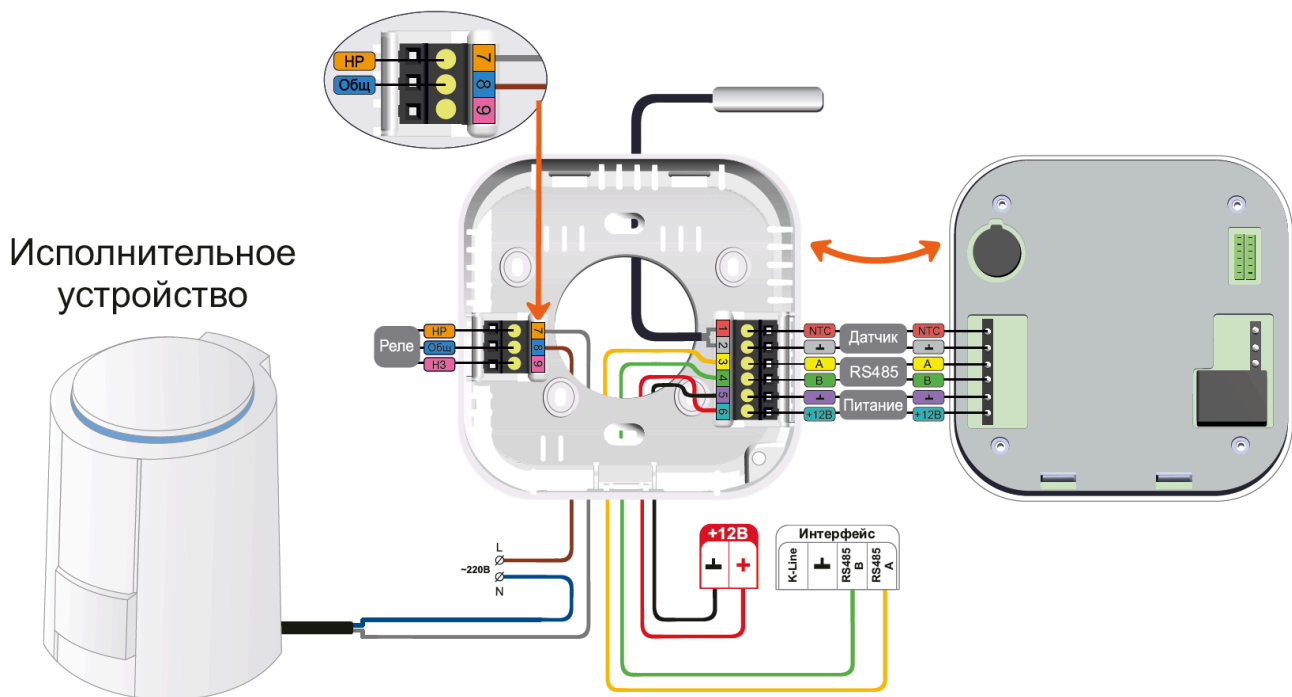 НР
Общ
7
8
9
Исполнительное
устройство
Реле
НР
Общ
НЗ
7
8
9
1
2
3
4
5
6
NTC
Датчик
NTC
A
RS485
A
B
B
Питание
+12В
+12В
L
~220В
N
+12В
+
Интерфейс
K-Line
RS485
B
RS485
A